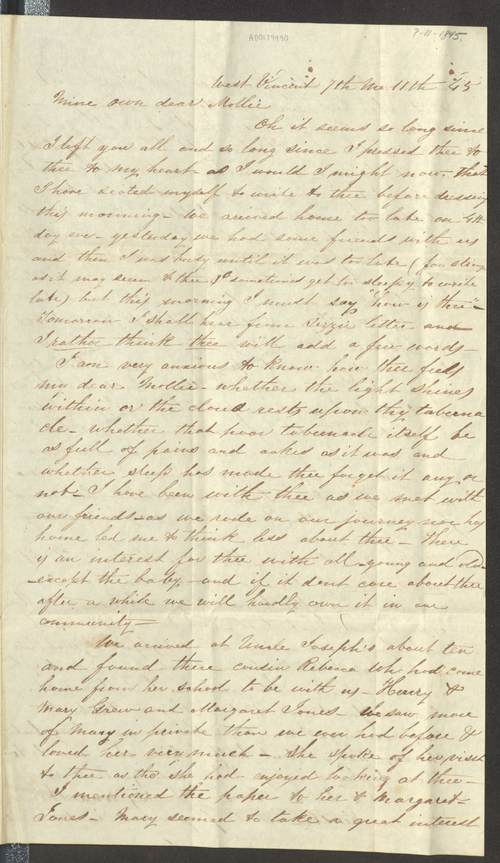 7-11-1845.
A00179490
West Vincent 7th Mo 11th 45
Mine own dear Mollie
Oh it seems so long since
I left you all and so long since I pressed thee to
thee to my heart as I would I might now. that
I have seated myself to write to thee before dressing
this morning - We arrived home too late on 4th
day eve - yesterday we had some friends with us
and then I was busy until it was too late (for strange
as it may seem to thee I sometimes get too sleepy to write
late) but this morning I must say "how is thee" -
Tomorrow I shall hear from Lizzie letter and
I rather think thee will add a few words -
I am very anxious to know how thee feels
my dear Mollie - whether the light shines
within or the cloud rests upon thy taberna
cle - whether that poor tabernacle itself be
as full of pains and aches as it was and
whether sleep has made thee forget it any or
not - I have been with thee as we met with
our friends - as we rode on our journey nor has
home led me to think less about thee - There
is an interest for thee with all - young and old -
- except the baby - and if it dont care about thee
after a while we will hardly own it in our
community -
We arrived at Uncle Joseph's about ten
and found there cousin Rebecca who had come
home from her school to be with us - Henry &
Mary Grew and Margaret Jones - We saw more
of Mary in private than we ever had before &
loved her very much - She spoke of her visit
to thee as tho' she had enjoyed looking at thee -
I mentioned the paper to her & Margaret
Jones - Mary seemed to take a great interest